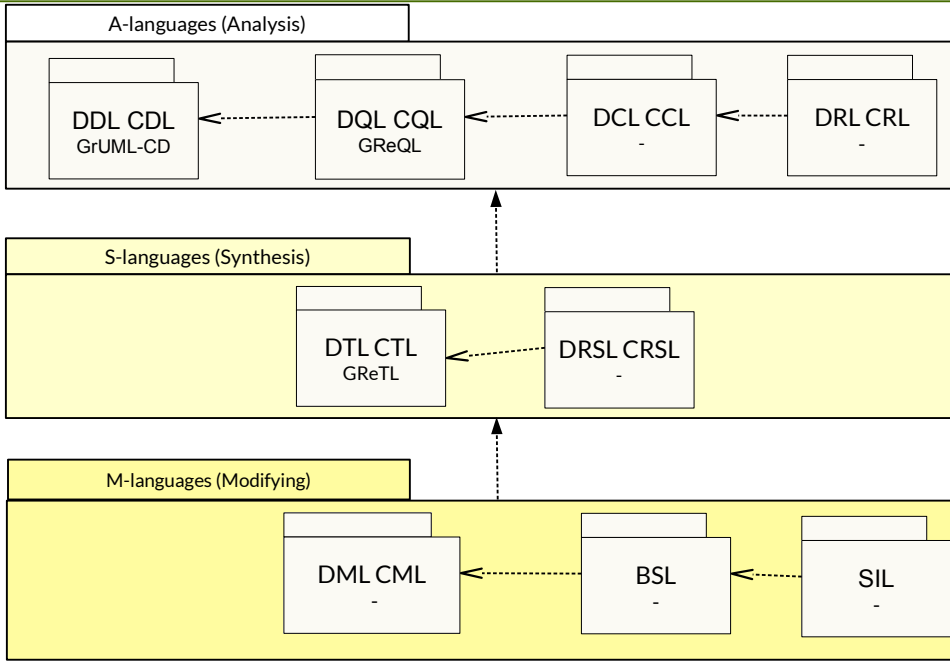 A-languages (Analysis)
DDL CDL
GrUML-CD
DQL CQL
GReQL
DCL CCL
-
DRL CRL
-
S-languages (Synthesis)
DTL CTL
GReTL
DRSL CRSL
-
M-languages (Modifying)
DML CML
-
BSL
-
SIL
-